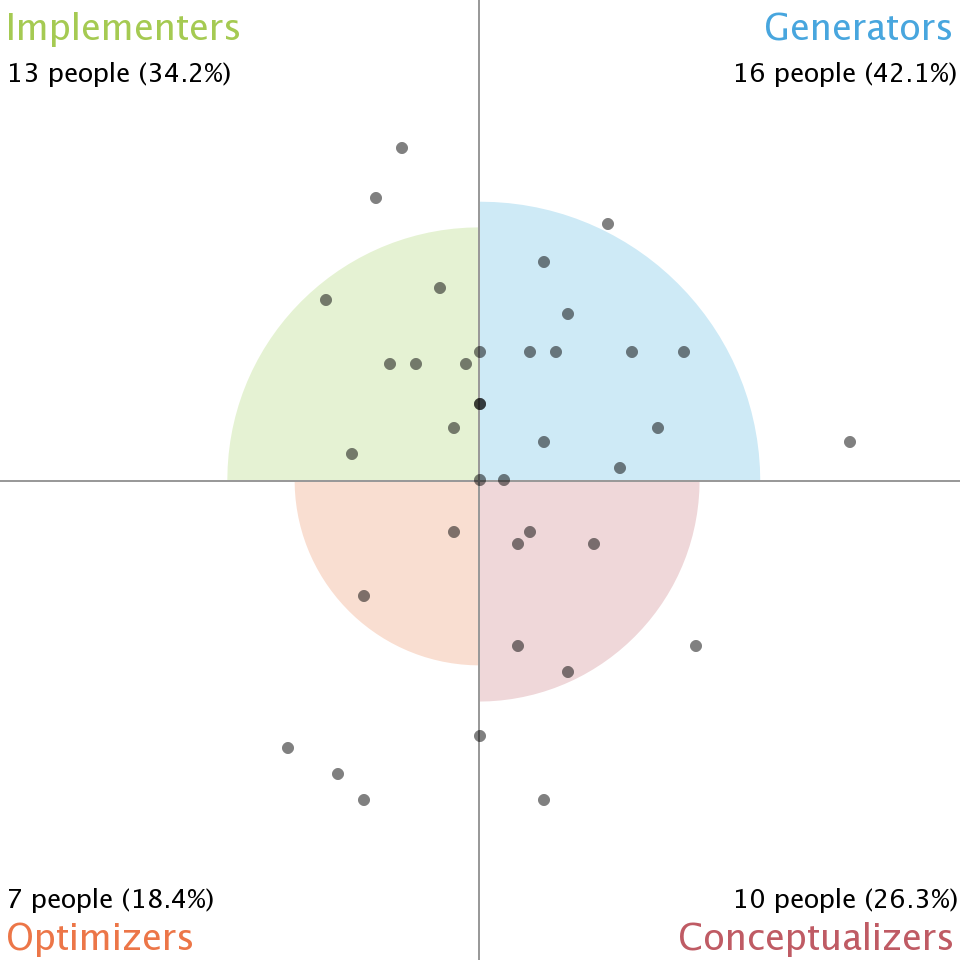 Implementers
13 people (34.2%)
Generators
16 people (42.1%)
7 people (18.4%)
Optimizers
10 people (26.3%)
Conceptualizers